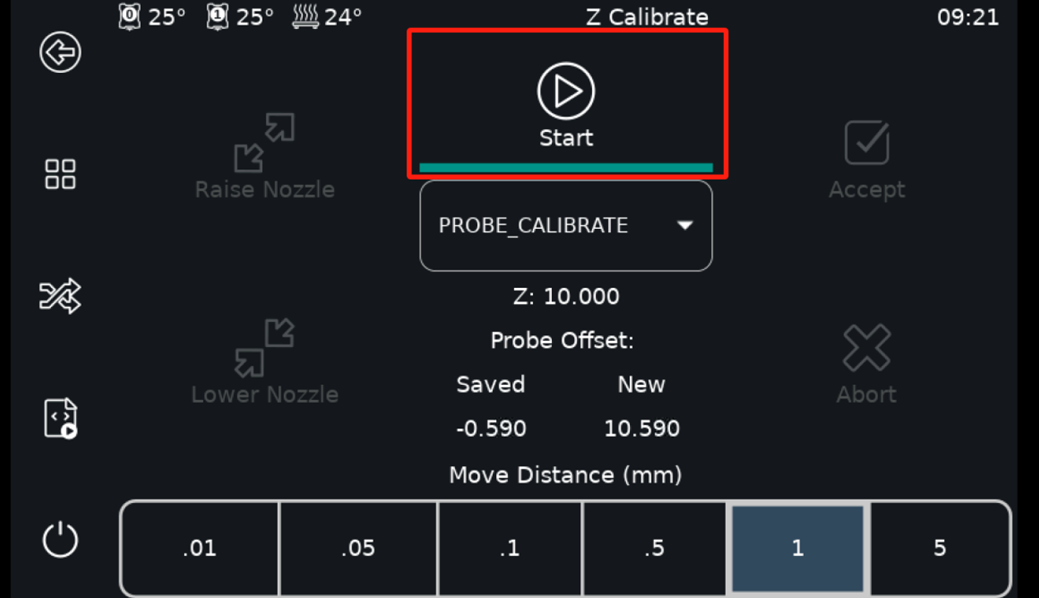 0 25° 1 25° 24° Z Calibrate 09:21
Start
Raise Nozzle
Accept
PROBE_CALIBRATE
Z: 10.000
Probe Offset:
Saved New
Lower Nozzle
Abort
-0.590 10.590
Move Distance (mm)
.01 .05 .1 .5 1 5